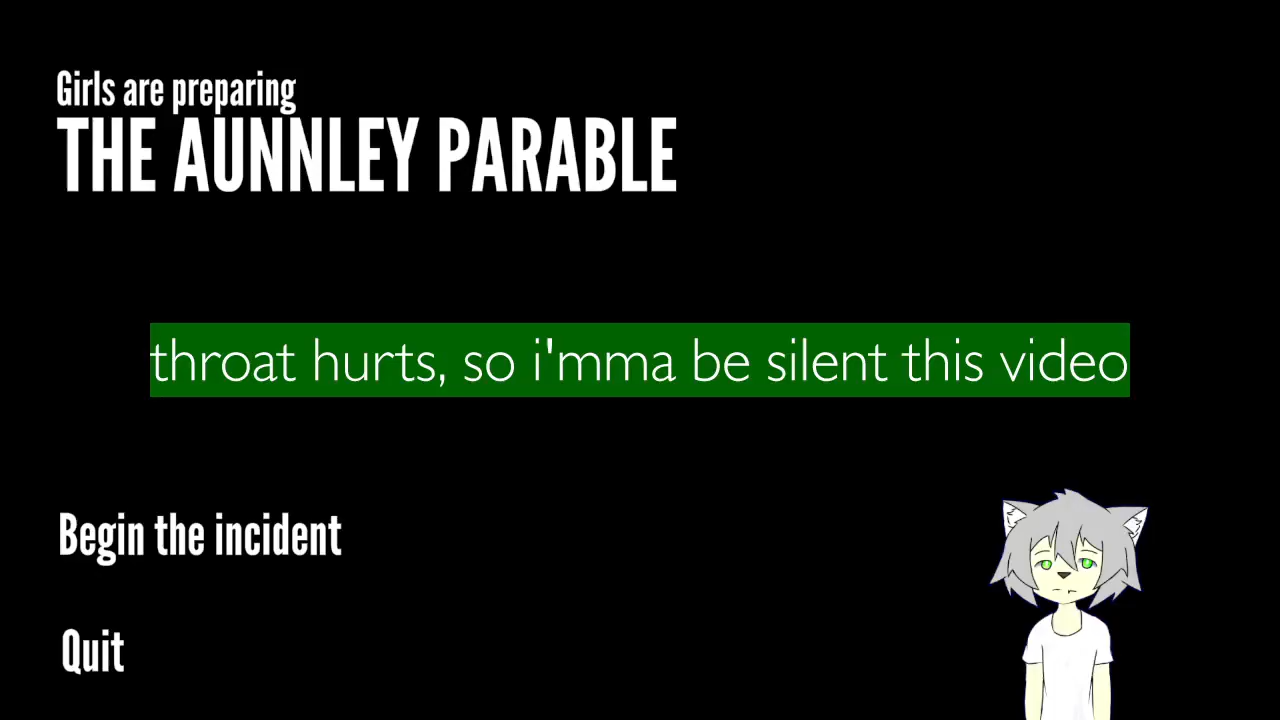 Girls are preparing
THE AUNNLEY PARABLE
throat hurts, so i'mma be silent this video
Begin the incident
Quit